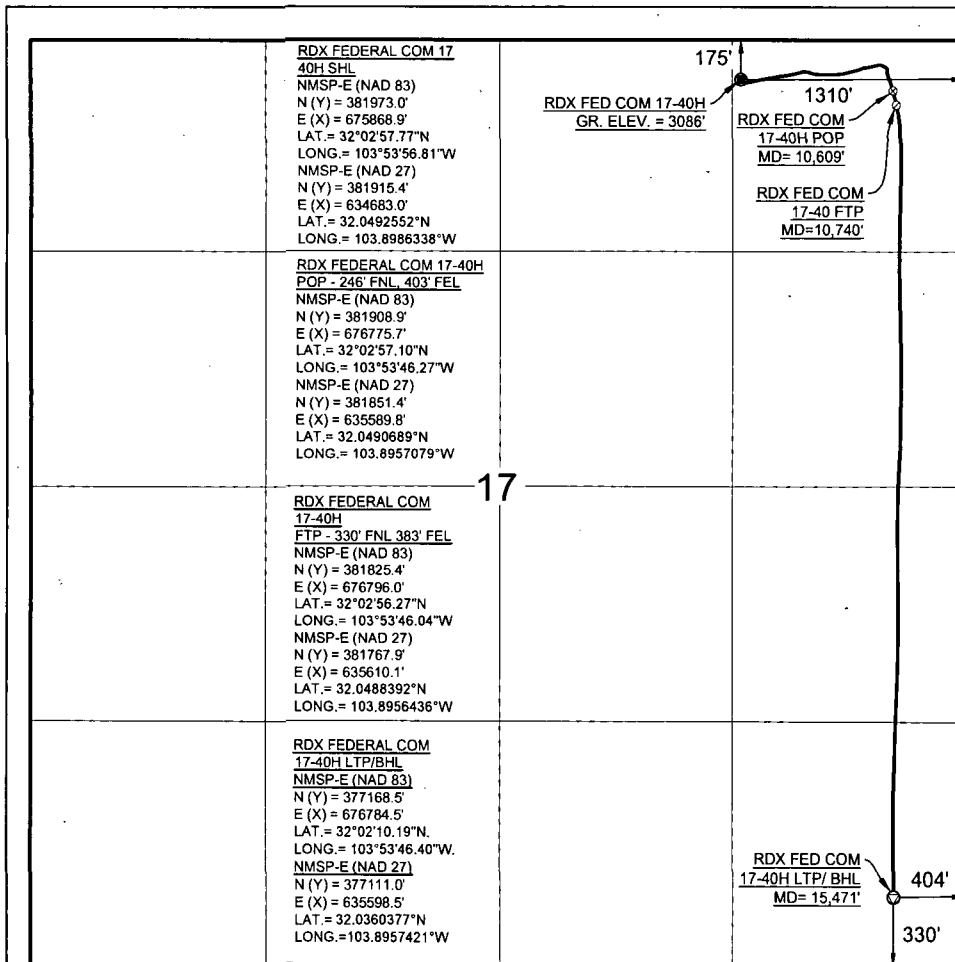 RDX FEDERAL COM 17
40H SHL
NMSP-E (NAD 83)
N (Y) = 381973.0'
E (X) = 675868.9'
LAT.= 32°02'57.77"N
LONG.= 103°53'56.81"W
NMSP-E (NAD 27)
N (Y) = 381915.4'
E (X) = 634683.0'
LAT.= 32.0492552°N
LONG.= 103.8986338°W
RDX FEDERAL COM 17-40H
POP - 246' FNL, 403' FEL
NMSP-E (NAD 83)
N (Y) = 381908.9'
E (X) = 676775.7'
LAT.= 32°02'57.10"N
LONG.= 103°53'46.27"W
NMSP-E (NAD 27)
N (Y) = 381851.4'
E (X) = 635589.8'
LAT.= 32.0490689°N
LONG.= 103.8957079°W
17
RDX FEDERAL COM
17-40H
FTP - 330' FNL 383' FEL
NMSP-E (NAD 83)
N (Y) = 381825.4'
E (X) = 676796.0'
LAT.= 32°02'56.27"N
LONG.= 103°53'46.04"W
NMSP-E (NAD 27)
N (Y) = 381767.9'
E (X) = 635610.1'
LAT.= 32.0488392°N
LONG.= 103.8956436°W
RDX FEDERAL COM
17-40H LTP/BHL
NMSP-E (NAD 83)
N (Y) = 377168.5'
E (X) = 676784.5'
LAT.= 32°02'10.19"N.
LONG.= 103°53'46.40"W.
NMSP-E (NAD 27)
N (Y) = 377111.0'
E (X) = 635598.5'
LAT.= 32.0360377°N
LONG.=103.8957421°W
175'
1310'
RDX FED COM 17-40H
GR. ELEV. = 3086'
RDX FED COM
17-40H POP
MD= 10,609'
RDX FED COM
17-40 FTP
MD=10,740'
RDX FED COM
17-40H LTP/ BHL
MD= 15,471'
404'
330'